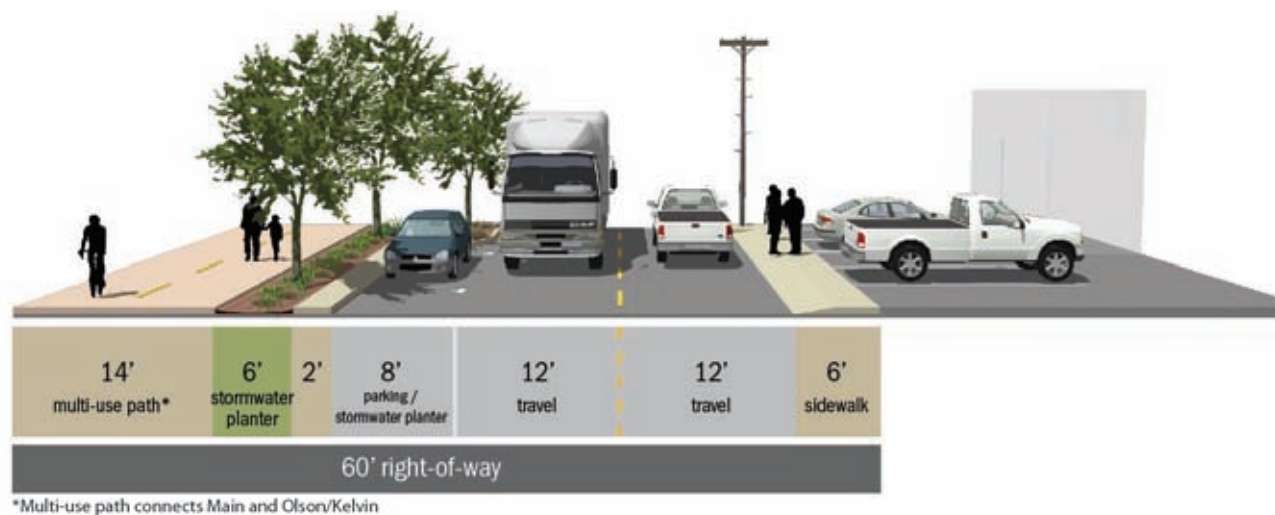 14’
multi-use path*
6’
stormwater
planter
2’
8’
parking /
stormwater planter
12’
travel
12’
travel
6’
sidewalk
60’ right-of-way
*Multi-use path connects Main and Olson/Kelvin